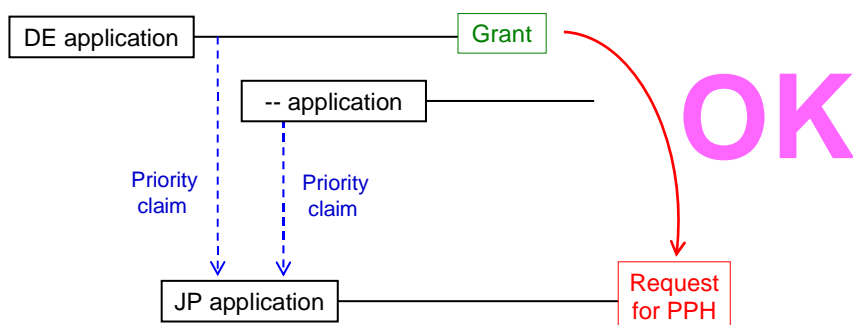 DE application
Grant
-- application
OK
Priority
claim
Priority
claim
JP application
Request
for PPH